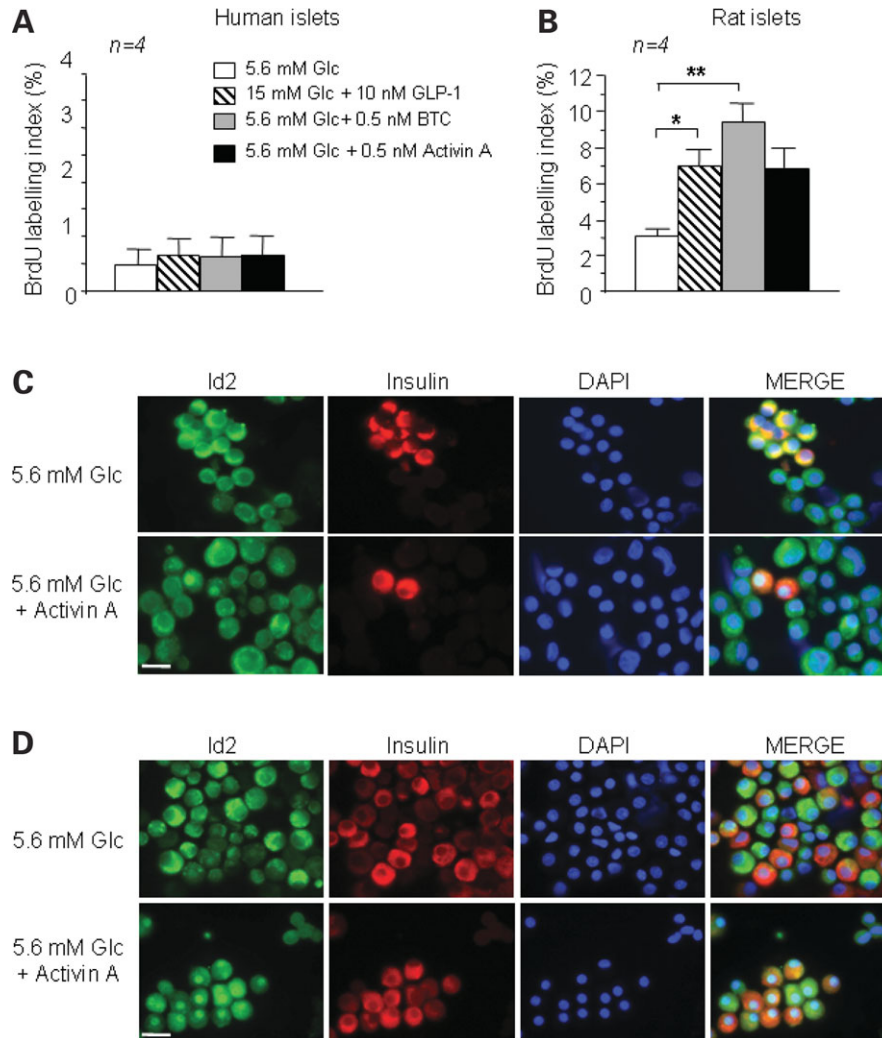 A
Human islets
n=4
BrdU labelling index (%)
4
3
2
1
0
5.6 mM Glc
15 mM Glc + 10 nM GLP-1
5.6 mM Glc+ 0.5 nM BTC
5.6 mM Glc + 0.5 nM Activin A
B
Rat islets
n=4
BrdU labelling index (%)
12
10
8
6
4
2
0
**
*
C
Id2 Insulin DAPI MERGE
5.6 mM Glc
5.6 mM Glc
+ Activin A
D
Id2 Insulin DAPI MERGE
5.6 mM Glc
5.6 mM Glc
+ Activin A